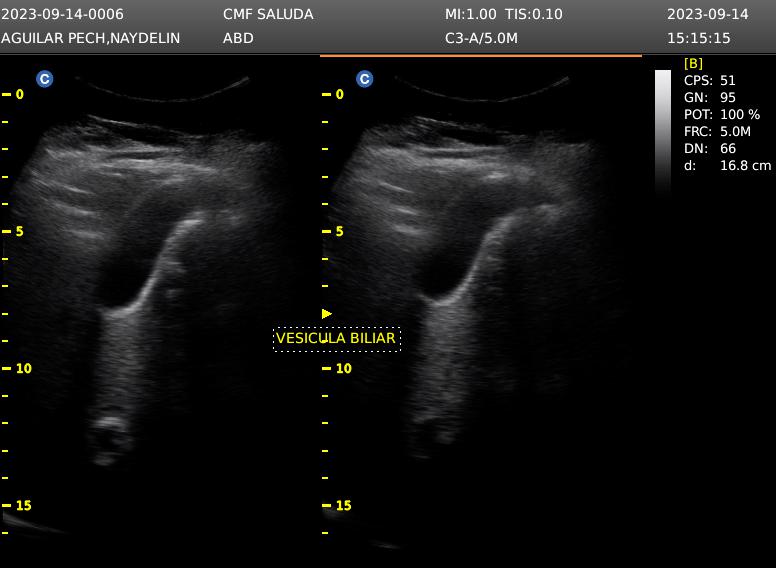 2023-09-14-0006 CMF SALUDA MI:1.00 TIS:0.10 2023-09-14
AGUILAR PECH,NAYDELIN ABD C3-A/5.0M 15:15:15
C C
[B]
CPS: 51
GN: 95
POT: 100 %
FRC: 5.0M
DN: 66
d: 16.8 cm
0 0
5 5
VESICULA BILIAR
10 10
15 15